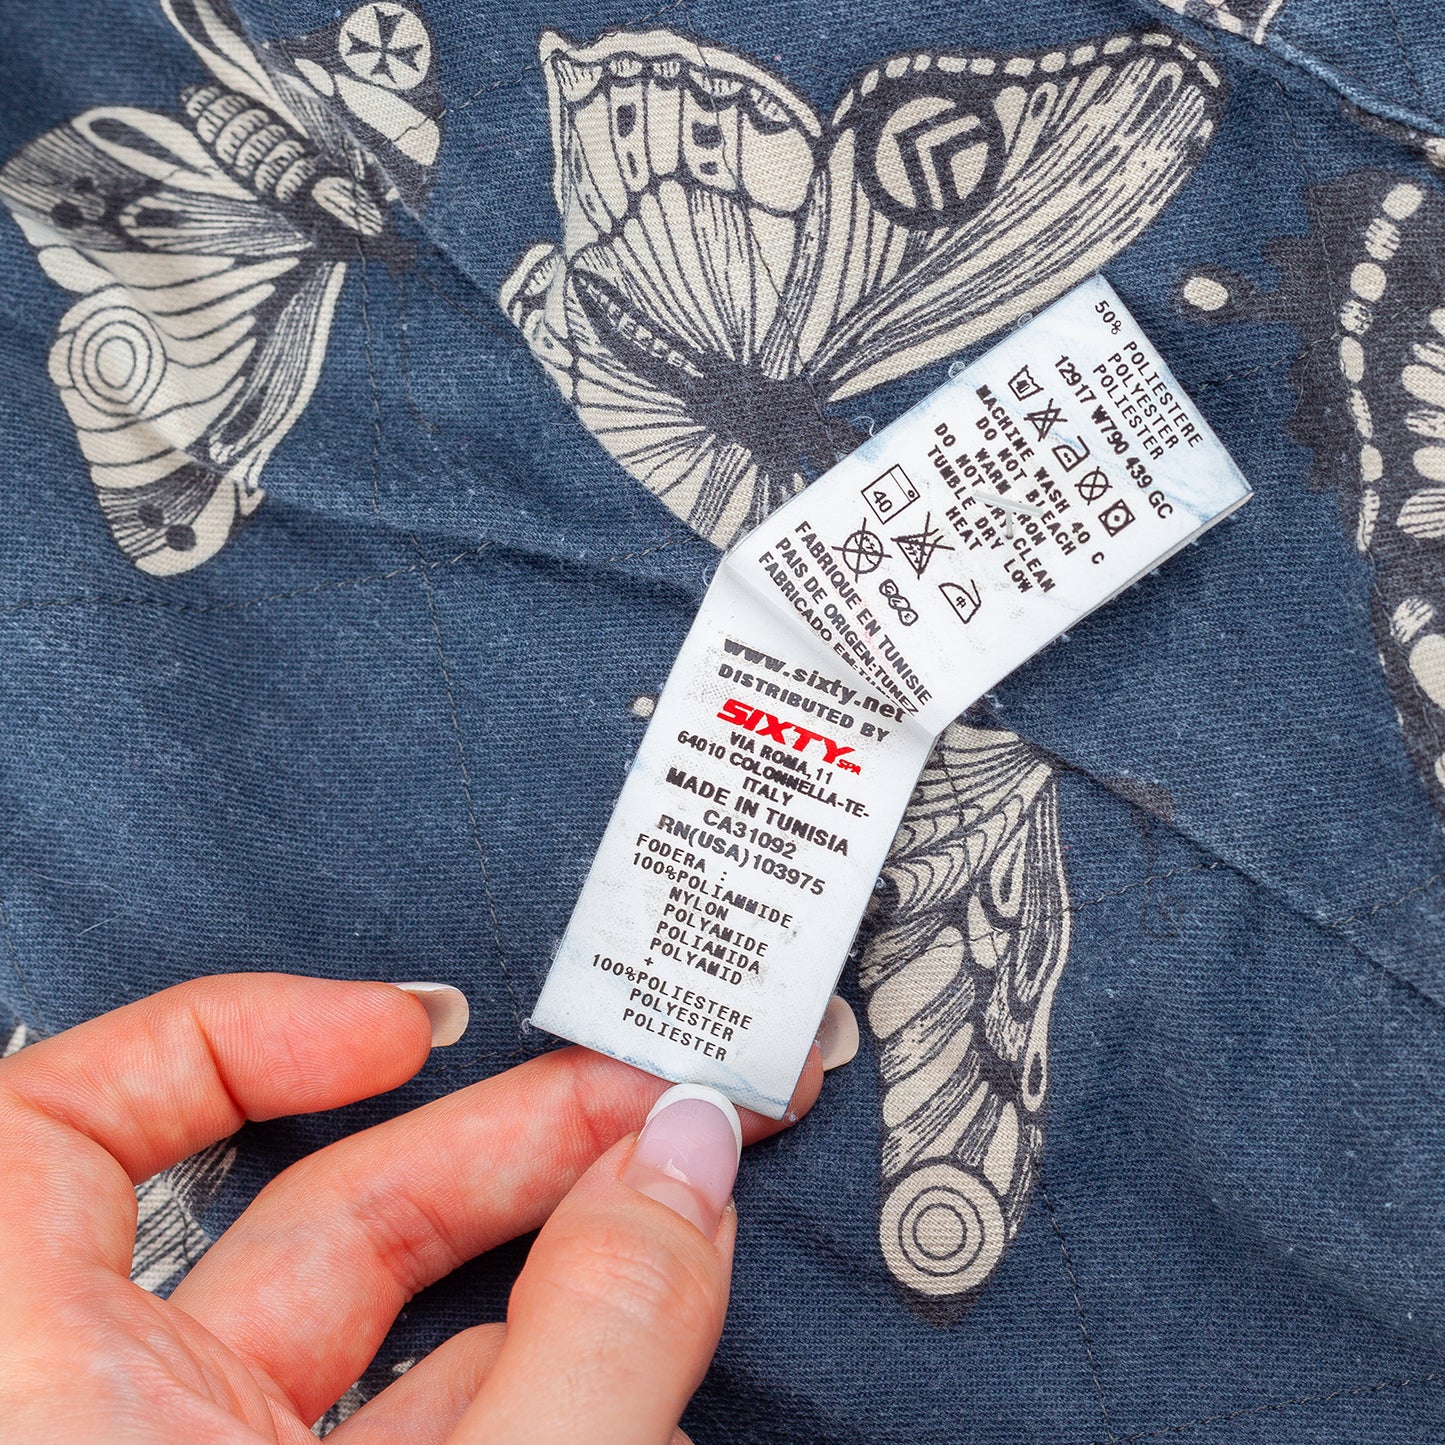 50% POLIESTERE
POLYESTER
POLIESTER
12917 W790 439 GC
40
MACHINE WASH 40 C
DO NOT BLEACH
WARM IRON
DO NOT DRY CLEAN
TUMBLE DRY LOW
HEAT
40
FABRIQUE EN TUNISIE
PAIS DE ORIGEN:TUNEZ
FABRICADO EN:
www.sixty.net
DISTRIBUTED BY
SIXTY SPA
VIA ROMA, 11
64010 COLONNELLA-TE-
ITALY
MADE IN TUNISIA
CA31092
RN(USA)103975
FODERA :
100%POLIAMMIDE
NYLON
POLYAMIDE
POLIAMIDA
POLYAMID
+
100%POLIESTERE
POLYESTER
POLIESTER